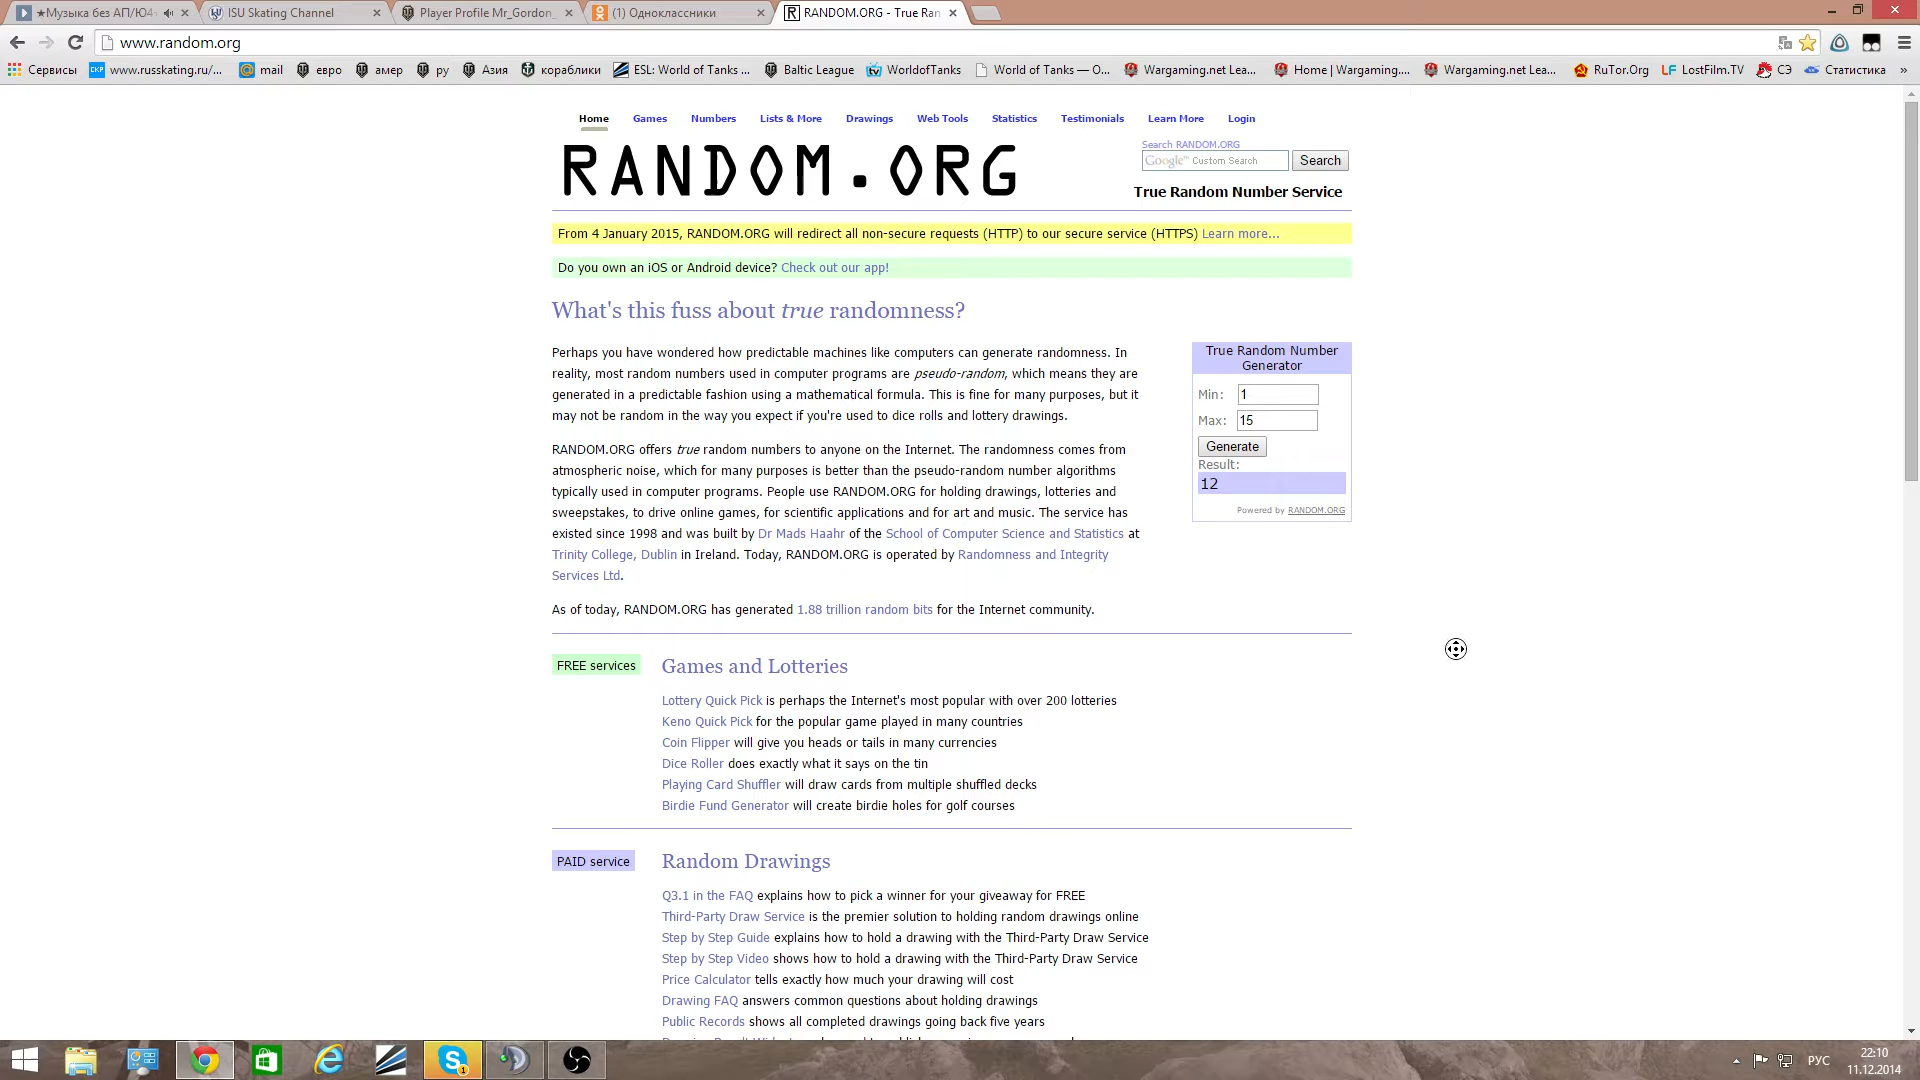 ★Музыка без АП/Ю4
ISU Skating Channel
Player Profile Mr_Gordon_
(1) Одноклассники
RANDOM.ORG - True Ran
www.random.org
Сервисы
www.russkating.ru/...
mail
евро
амер
ру
Азия
кораблики
ESL: World of Tanks ...
Baltic League
WorldofTanks
World of Tanks — O...
Wargaming.net Lea...
Home | Wargaming....
Wargaming.net Lea...
RuTor.Org
LostFilm.TV
СЭ
Статистика
»
Home
Games
Numbers
Lists & More
Drawings
Web Tools
Statistics
Testimonials
Learn More
Login
RANDOM.ORG
Search RANDOM.ORG
Google™ Custom Search
Search
True Random Number Service
From 4 January 2015, RANDOM.ORG will redirect all non-secure requests (HTTP) to our secure service (HTTPS) Learn more...
Do you own an iOS or Android device? Check out our app!
What's this fuss about true randomness?
Perhaps you have wondered how predictable machines like computers can generate randomness. In
reality, most random numbers used in computer programs are pseudo-random, which means they are
generated in a predictable fashion using a mathematical formula. This is fine for many purposes, but it
may not be random in the way you expect if you're used to dice rolls and lottery drawings.
RANDOM.ORG offers true random numbers to anyone on the Internet. The randomness comes from
atmospheric noise, which for many purposes is better than the pseudo-random number algorithms
typically used in computer programs. People use RANDOM.ORG for holding drawings, lotteries and
sweepstakes, to drive online games, for scientific applications and for art and music. The service has
existed since 1998 and was built by Dr Mads Haahr of the School of Computer Science and Statistics at
Trinity College, Dublin in Ireland. Today, RANDOM.ORG is operated by Randomness and Integrity
Services Ltd.
As of today, RANDOM.ORG has generated 1.88 trillion random bits for the Internet community.
True Random Number
Generator
Min: 1
Max: 15
Generate
Result:
12
Powered by RANDOM.ORG
FREE services
Games and Lotteries
Lottery Quick Pick is perhaps the Internet's most popular with over 200 lotteries
Keno Quick Pick for the popular game played in many countries
Coin Flipper will give you heads or tails in many currencies
Dice Roller does exactly what it says on the tin
Playing Card Shuffler will draw cards from multiple shuffled decks
Birdie Fund Generator will create birdie holes for golf courses
PAID service
Random Drawings
Q3.1 in the FAQ explains how to pick a winner for your giveaway for FREE
Third-Party Draw Service is the premier solution to holding random drawings online
Step by Step Guide explains how to hold a drawing with the Third-Party Draw Service
Step by Step Video shows how to hold a drawing with the Third-Party Draw Service
Price Calculator tells exactly how much your drawing will cost
Drawing FAQ answers common questions about holding drawings
Public Records shows all completed drawings going back five years
РУС
22:10
11.12.2014